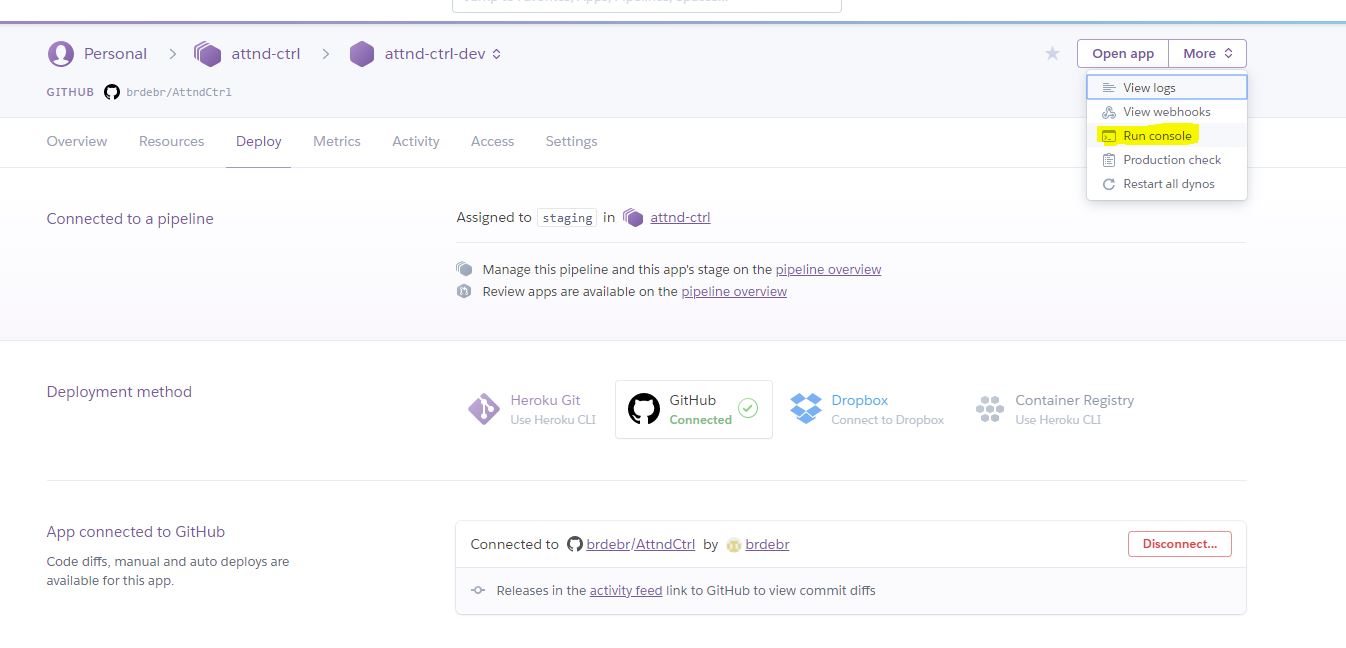 Personal > attnd-ctrl > attnd-ctrl-dev
Open app More
GITHUB brdebr/AttndCtrl
View logs
View webhooks
Run console
Production check
Restart all dynos
Overview Resources Deploy Metrics Activity Access Settings
Connected to a pipeline
Assigned to staging in attnd-ctrl
Manage this pipeline and this app's stage on the pipeline overview
Review apps are available on the pipeline overview
Deployment method
Heroku Git
Use Heroku CLI
GitHub
Connected
Dropbox
Connect to Dropbox
Container Registry
Use Heroku CLI
App connected to GitHub
Code diffs, manual and auto deploys are
available for this app.
Connected to brdebr/AttndCtrl by brdebr
Disconnect...
Releases in the activity feed link to GitHub to view commit diffs